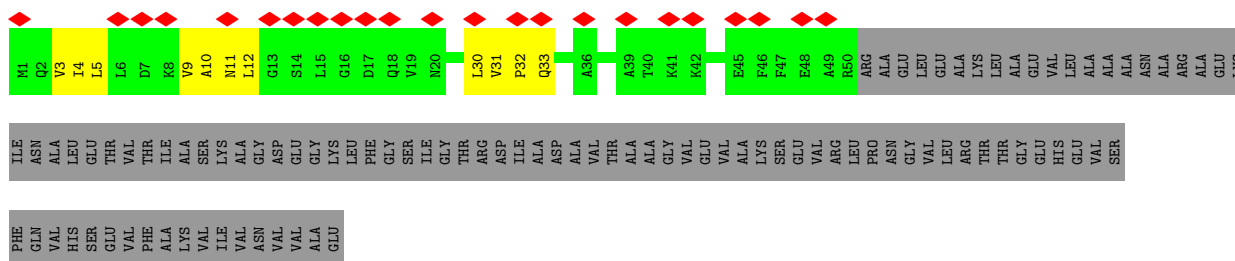 M1 Q2 V3 I4 L5 L6 D7 K8 V9 A10 N11 L12 G13 S14 L15 G16 D17 Q18 V19 N20 L30 V31 P32 Q33 A36 A39 T40 K41 K42 E45 F46 F47 E48 A49 R50 ARG ALA GLU LEU GLU ALA LYS LEU ALA GLU VAL LEU ALA ALA ALA ASN ALA ARG ALA GLU
ILE ASN ALA LEU GLU THR VAL THR ILE ALA SER LYS ALA GLY ASP GLU GLY LYS LEU PHE GLY SER ILE GLY THR ARG ASP ILE ALA ASP ALA VAL THR ALA ALA GLY VAL GLU VAL ALA LYS SER GLU VAL ARG LEU PRO ASN GLY VAL LEU ARG THR THR GLY GLU HIS GLU VAL SER
PHE GLN VAL HIS SER GLU VAL PHE ALA LYS VAL ILE VAL ASN VAL VAL ALA GLU